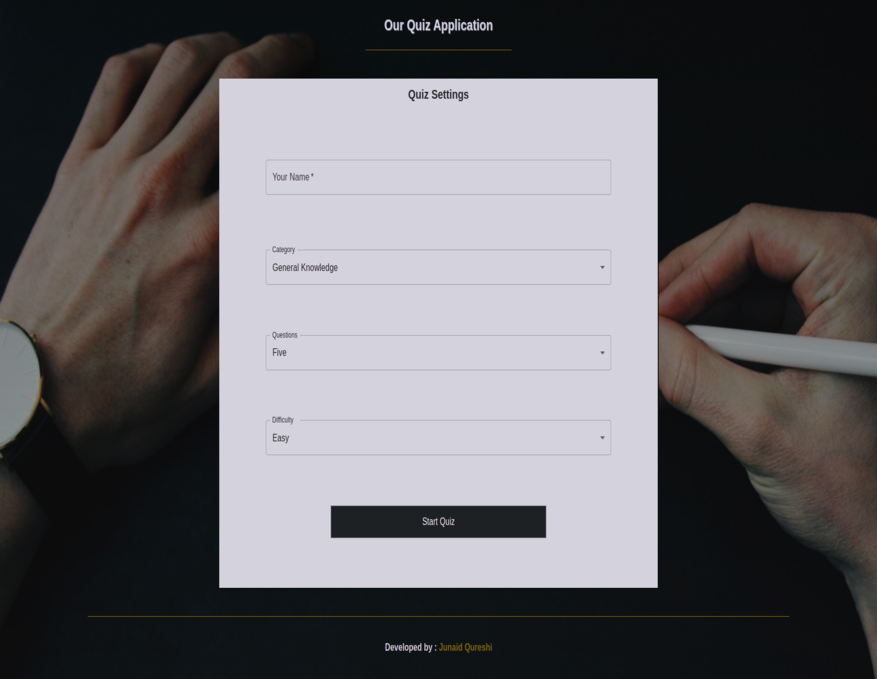 Our Quiz Application
Quiz Settings
Your Name *
Category
General Knowledge
Questions
Five
Difficulty
Easy
Start Quiz
Developed by : Junaid Qureshi